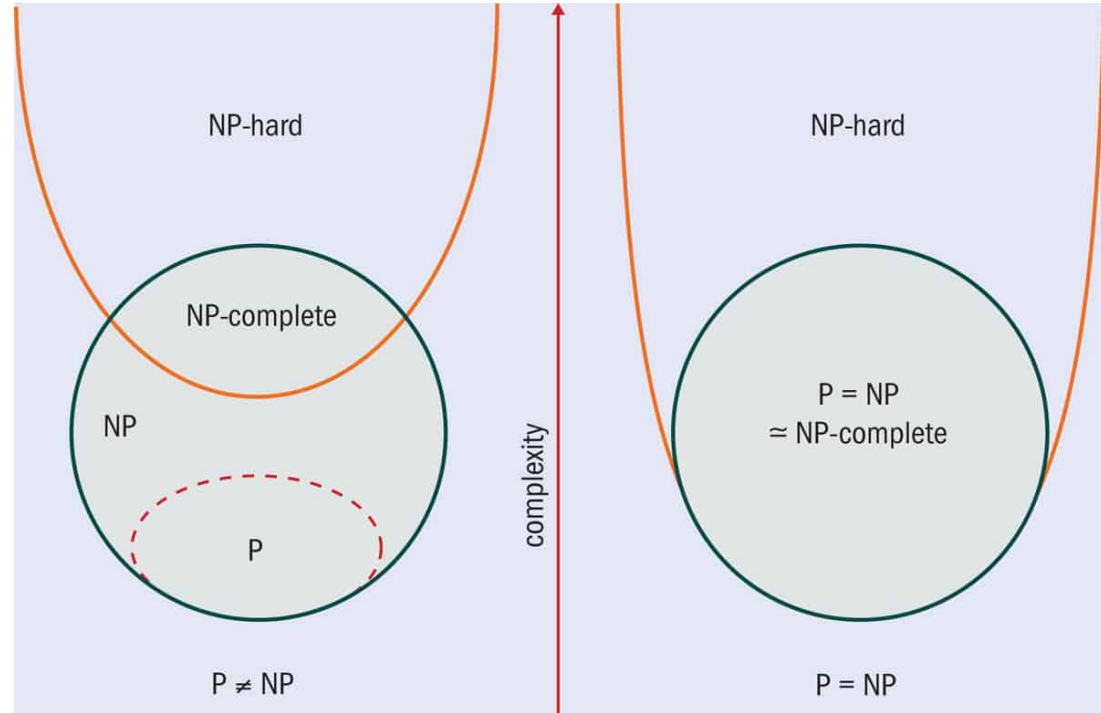 NP-hard
NP-complete
NP
P
P ≠ NP
complexity
NP-hard
P = NP
≃ NP-complete
P = NP